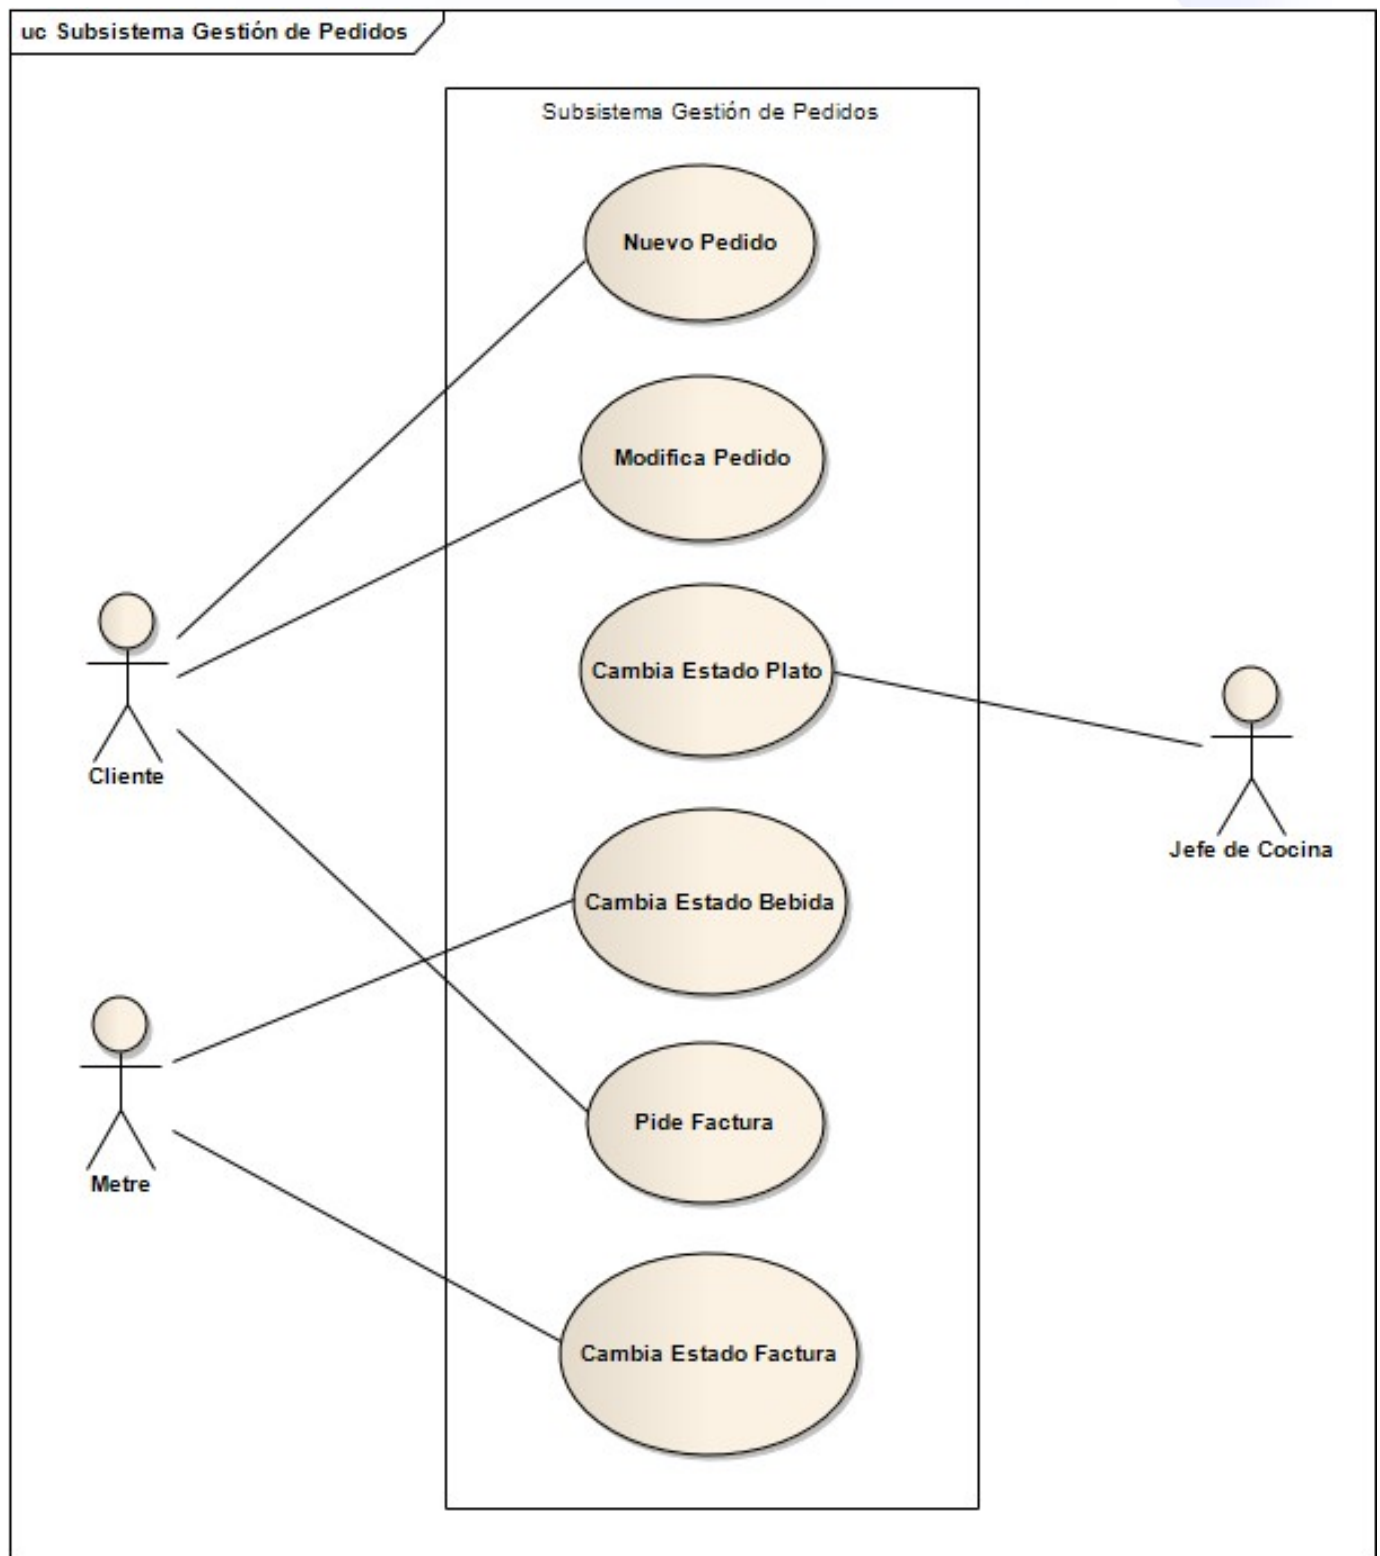 uc Subsistema Gestión de Pedidos
Subsistema Gestión de Pedidos
Nuevo Pedido
Modifica Pedido
Cambia Estado Plato
Cliente
Jefe de Cocina
Cambia Estado Bebida
Pide Factura
Metre
Cambia Estado Factura